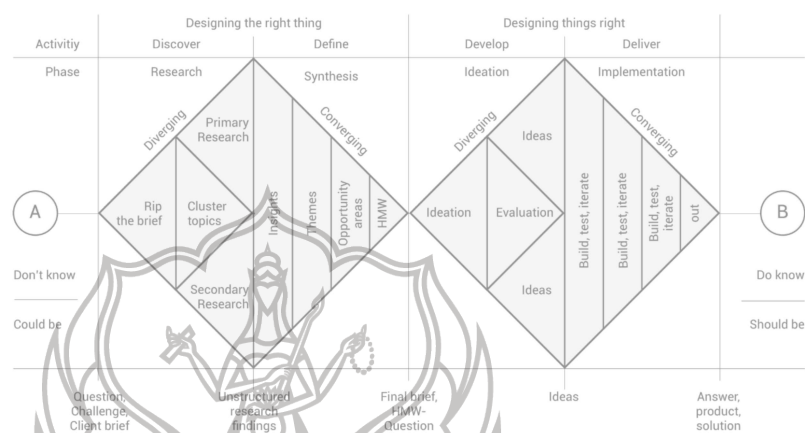 Designing the right thing
Designing things right
Activitiy
Discover
Define
Develop
Deliver
Phase
Research
Synthesis
Ideation
Implementation
Diverging
Converging
Diverging
Converging
Primary
Research
Ideas
A
Rip
the brief
Cluster
topics
Insights
Themes
Opportunity
areas
HMW
Ideation
Evaluation
Build, test, iterate
Build, test, iterate
Build, test,
iterate
out
B
Don't know
Do know
Secondary
Research
Ideas
Could be
Should be
Question,
Challenge,
Client brief
Unstructured
research
findings
Final brief,
HMW-
Question
Ideas
Answer,
product,
solution